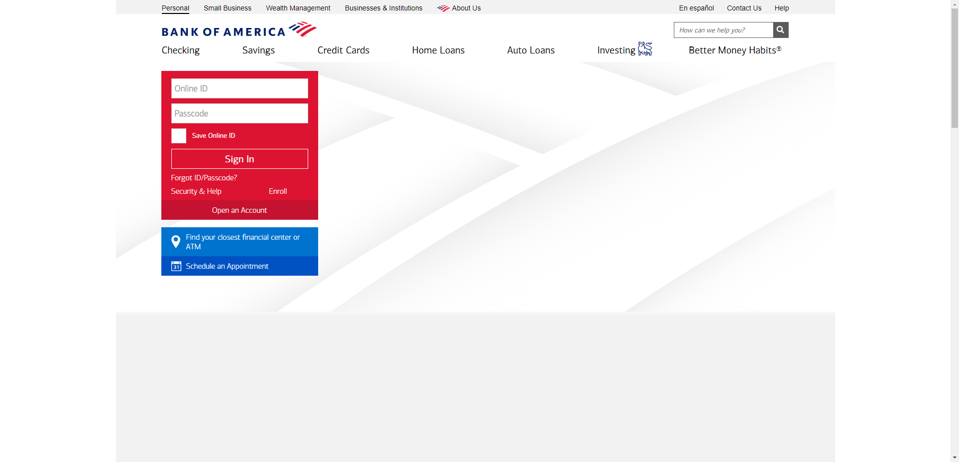 Personal Small Business Wealth Management Businesses & Institutions About Us En español Contact Us Help
BANK OF AMERICA
How can we help you?
Checking Savings Credit Cards Home Loans Auto Loans Investing Better Money Habits®
Online ID
Passcode
Save Online ID
Sign In
Forgot ID/Passcode?
Security & Help Enroll
Open an Account
Find your closest financial center or
ATM
31 Schedule an Appointment